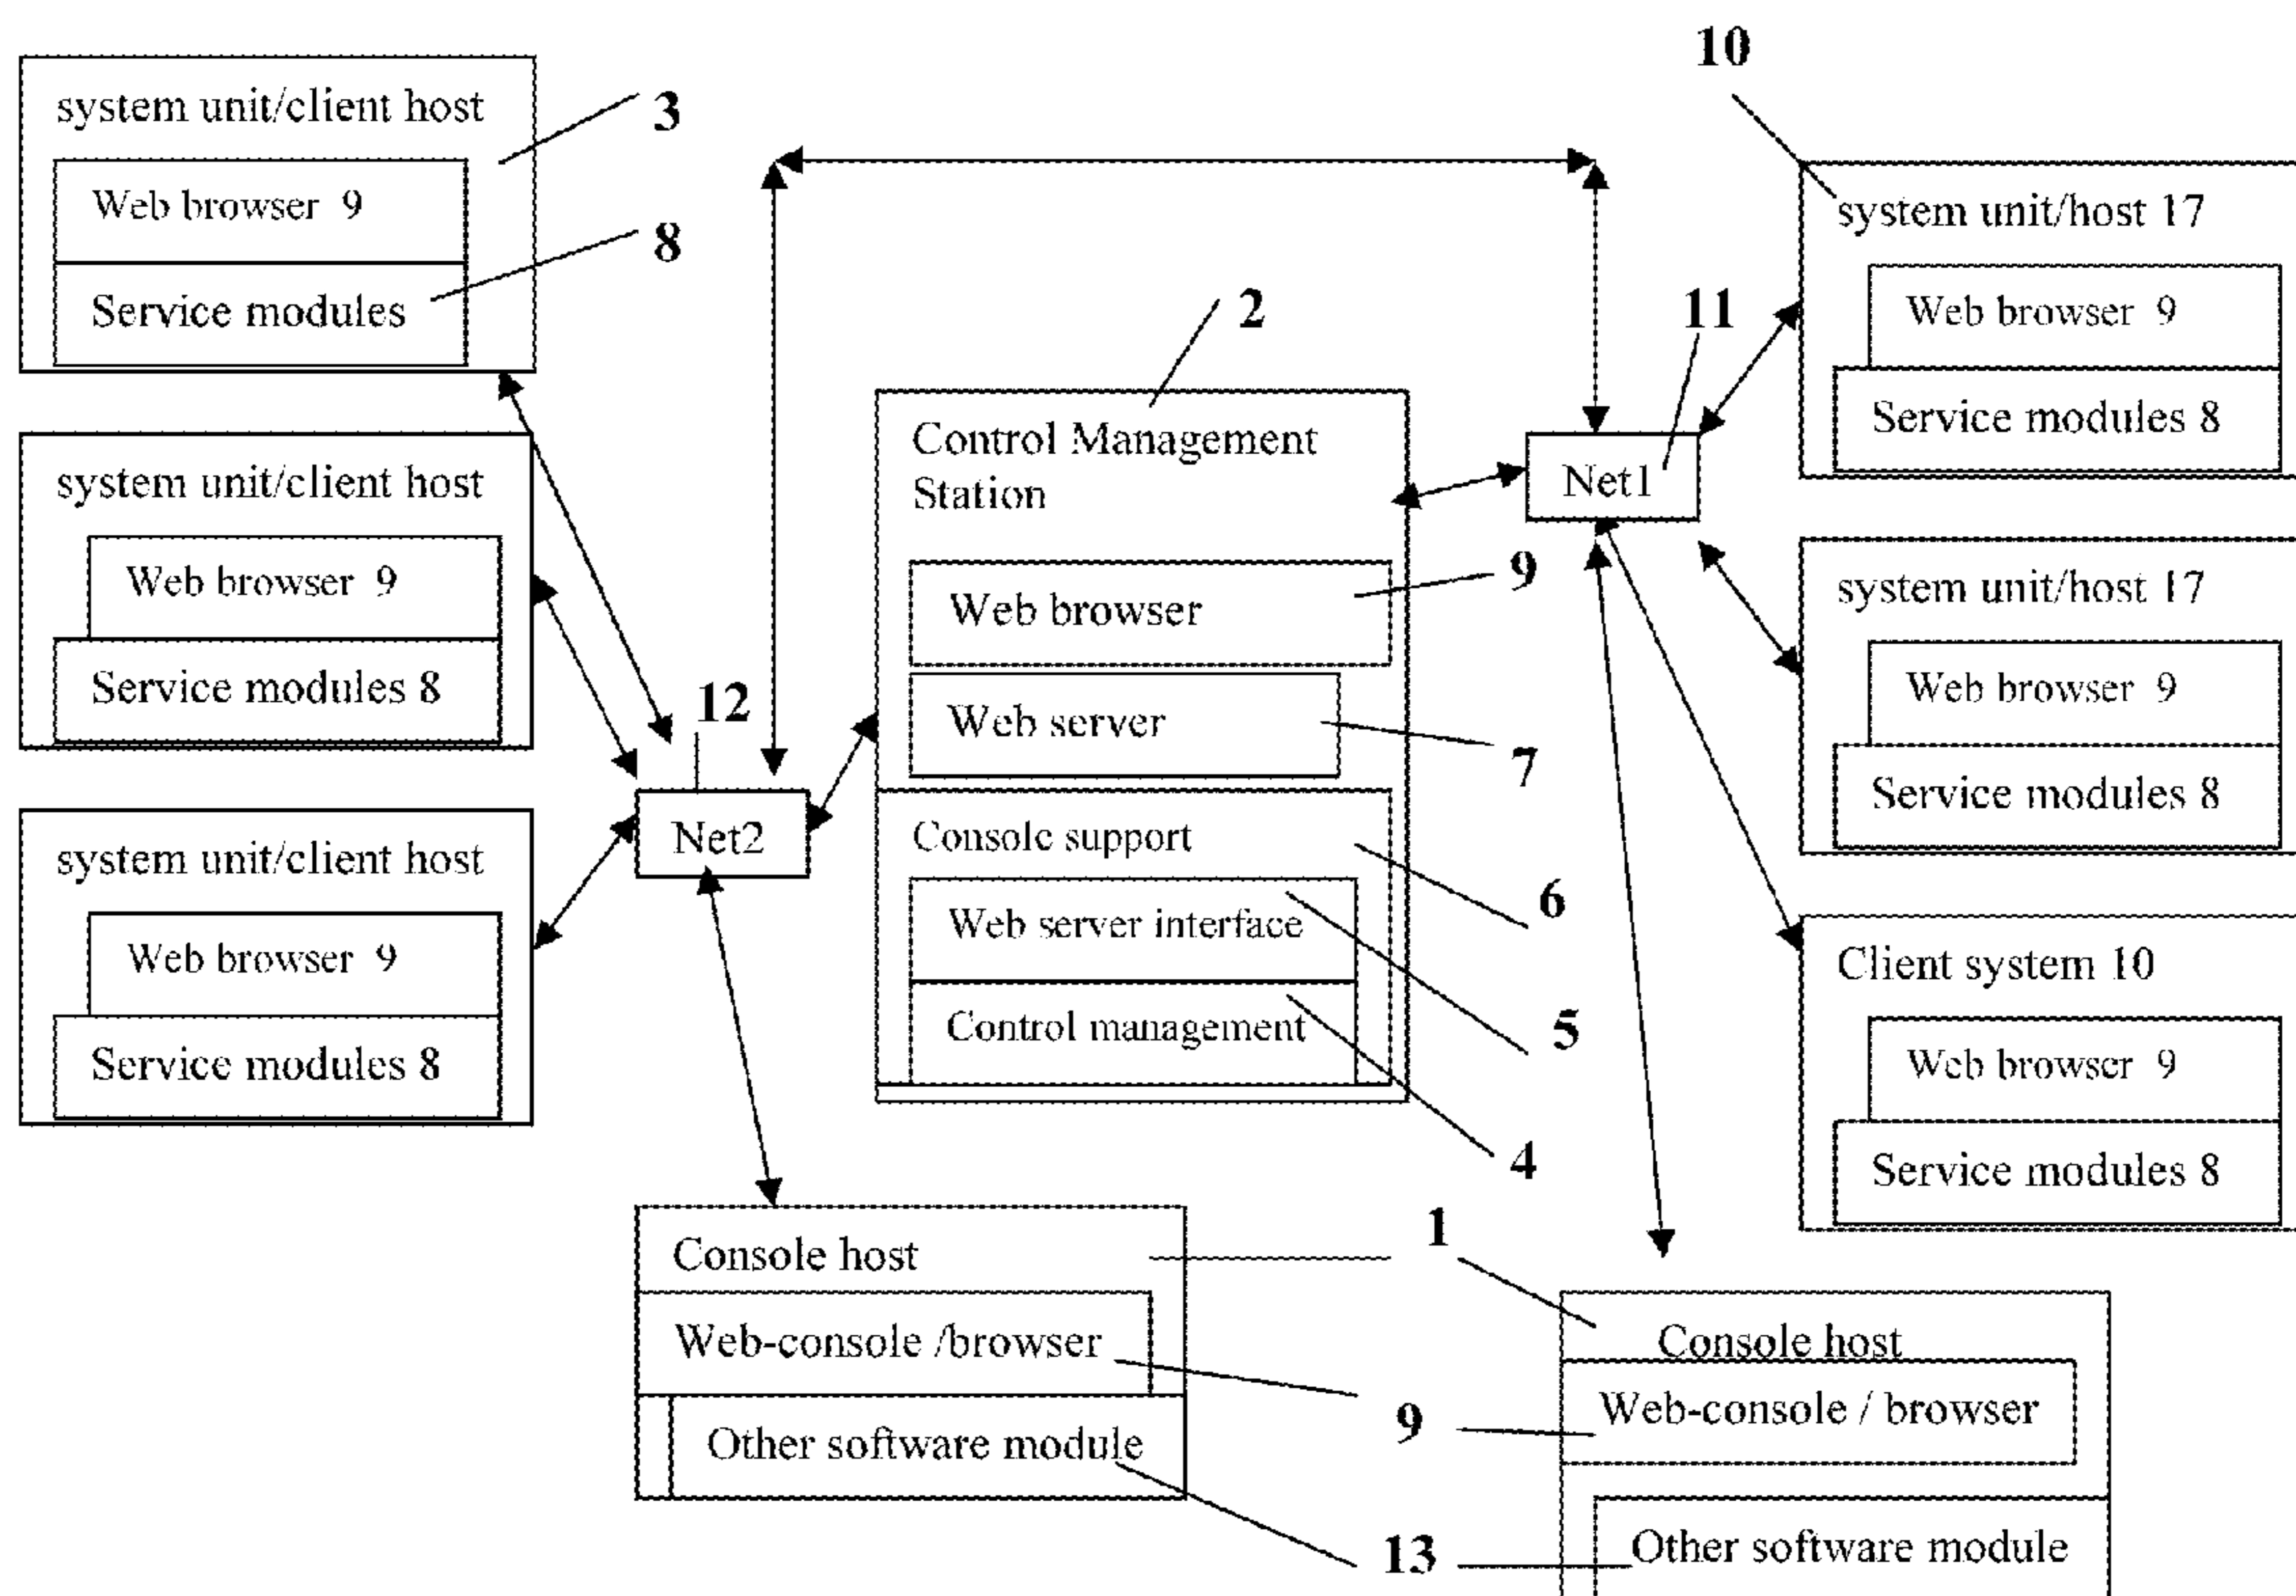 10
system unit/client host
3
Web browser 9
8
Service modules
system unit/host 17
Web browser 9
Service modules 8
2
11
Control Management
Station
Net1
system unit/client host
Web browser 9
Service modules 8
9
Web browser
system unit/host 17
Web browser 9
Service modules 8
12
Web server
7
Net2
Console support
6
Web server interface
5
Control management
4
system unit/client host
Web browser 9
Service modules 8
Client system 10
Web browser 9
Service modules 8
1
Console host
Web-console /browser
Other software module
9
13
Console host
Web-console / browser
Other software module